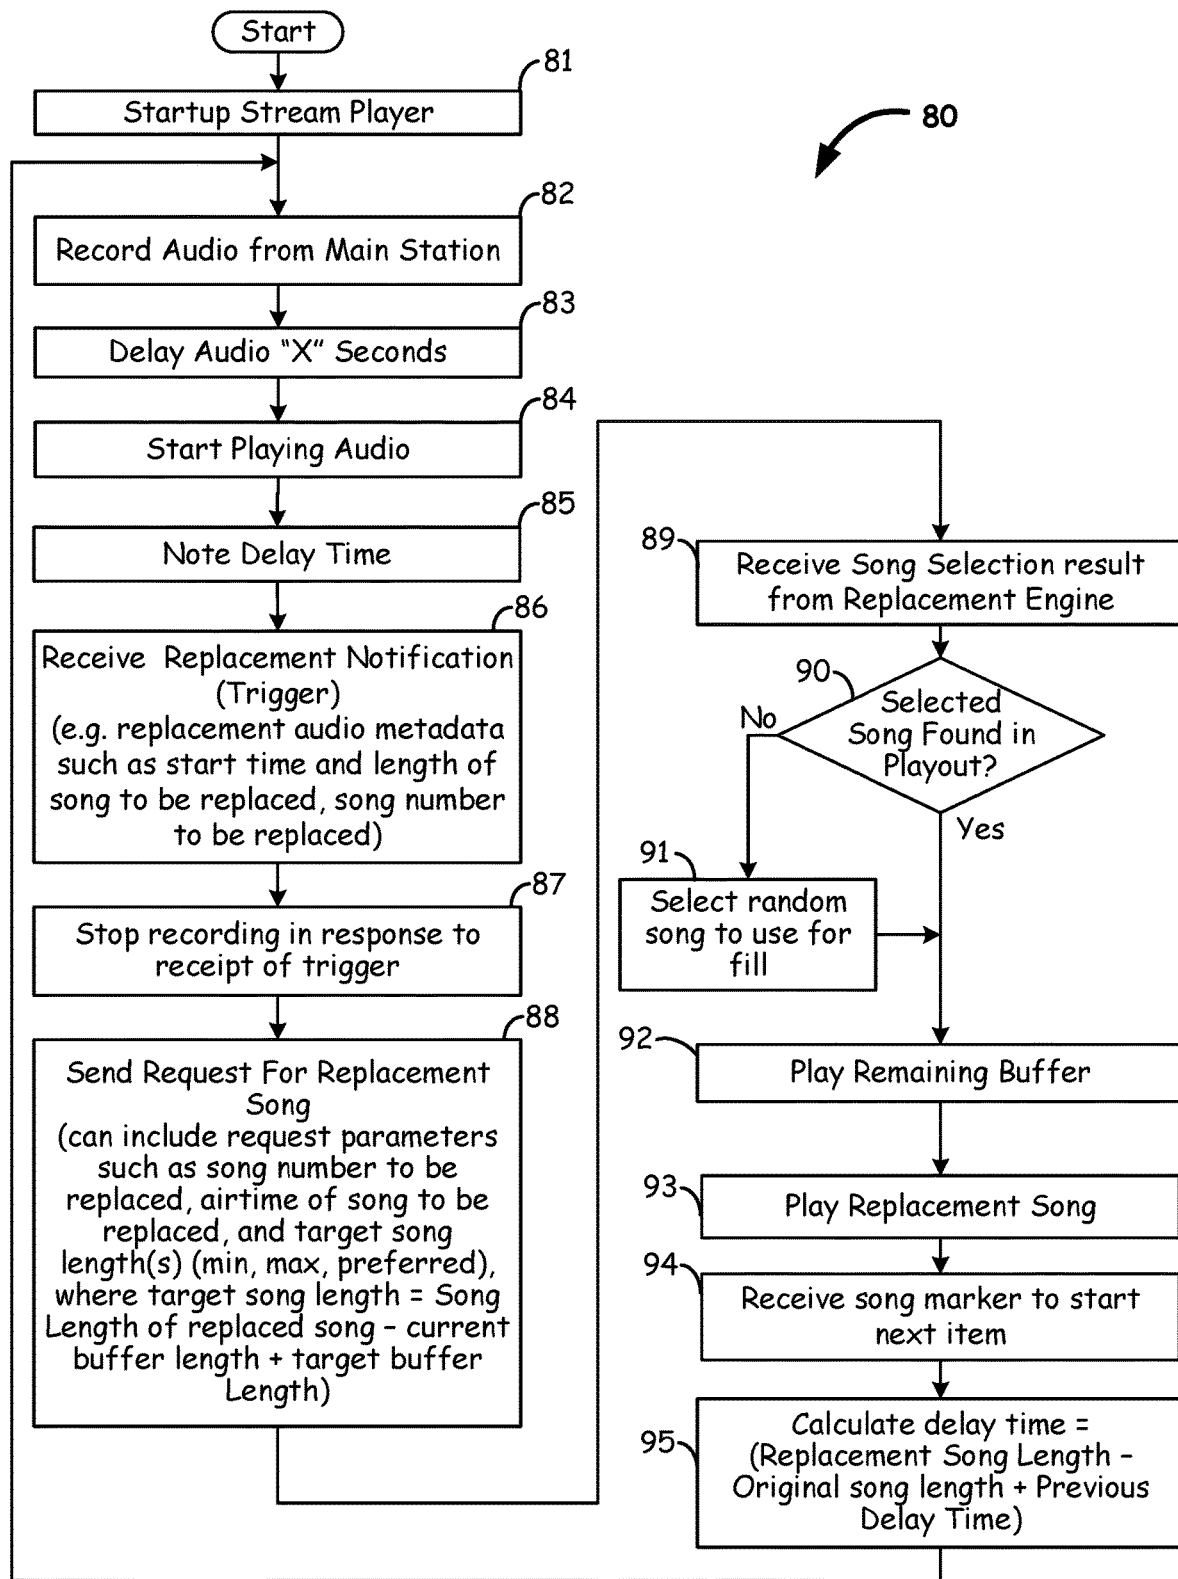 Start
81
Startup Stream Player
80
82
Record Audio from Main Station
83
Delay Audio "X" Seconds
84
Start Playing Audio
85
Note Delay Time
86
Receive Replacement Notification
(Trigger)
(e.g. replacement audio metadata
such as start time and length of
song to be replaced, song number
to be replaced)
87
Stop recording in response to
receipt of trigger
88
Send Request For Replacement
Song
(can include request parameters
such as song number to be
replaced, airtime of song to be
replaced, and target song
length(s) (min, max, preferred),
where target song length = Song
Length of replaced song – current
buffer length + target buffer
Length)
89
Receive Song Selection result
from Replacement Engine
90
Selected
Song Found in
Playout?
No
Yes
91
Select random
song to use for
fill
92
Play Remaining Buffer
93
Play Replacement Song
94
Receive song marker to start
next item
95
Calculate delay time =
(Replacement Song Length –
Original song length + Previous
Delay Time)